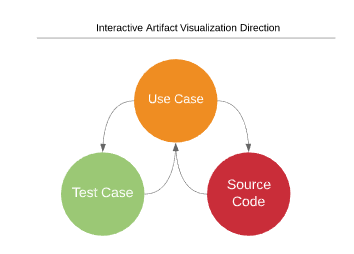 Interactive Artifact Visualization Direction
Use Case
Test Case
Source
Code